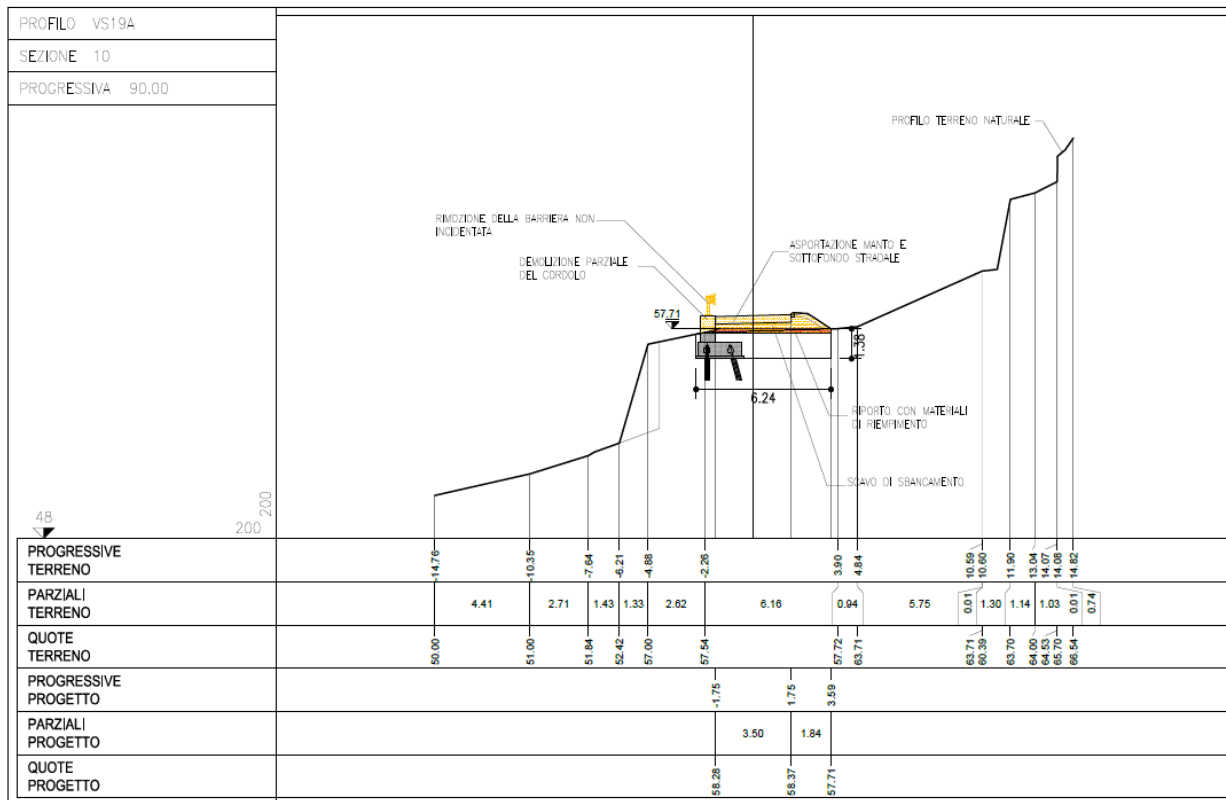 PROFILO VS19A
SEZIONE 10
PROGRESSIVA 90.00
PROFILO TERRENO NATURALE
RIMOZIONE DELLA BARRIERA NON
INCIDENTATA
ASPORTAZIONE MANTO E
SOTTOFONDO STRADALE
DEMOLIZIONE PARZIALE
DEL CORDOLO
57.71
1.38
6.24
RIPORTO CON MATERIALI
DI RIEMPIMENTO
SCAVO DI SBANCAMENTO
48
200
200
PROGRESSIVE
TERRENO
-14.76 -10.35 -7.64 -6.21 -4.88 -2.26 3.90 4.84 10.59 10.60 11.90 13.04 14.07 14.08 14.82
PARZIALI
TERRENO
4.41 2.71 1.43 1.33 2.62 6.16 0.94 5.75 0.01 1.30 1.14 1.03 0.01 0.74
QUOTE
TERRENO
50.00 51.00 51.84 52.42 57.00 57.54 57.72 63.71 63.71 60.39 63.70 64.00 64.53 65.70 66.54
PROGRESSIVE
PROGETTO
-1.75 1.75 3.59
PARZIALI
PROGETTO
3.50 1.84
QUOTE
PROGETTO
58.28 58.37 57.71